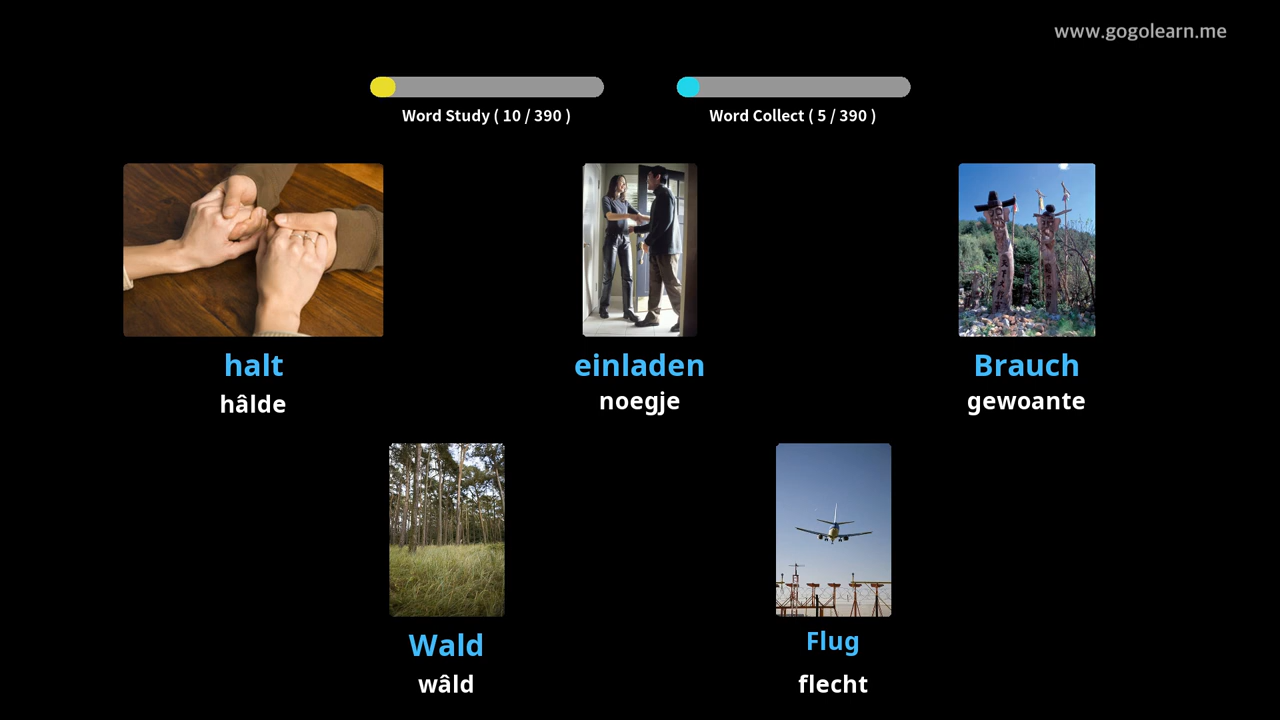 www.gogolearn.me
Word Study ( 10 / 390 )
Word Collect ( 5 / 390 )
halt
hâlde
einladen
noegje
Brauch
gewoante
Wald
wâld
Flug
flecht